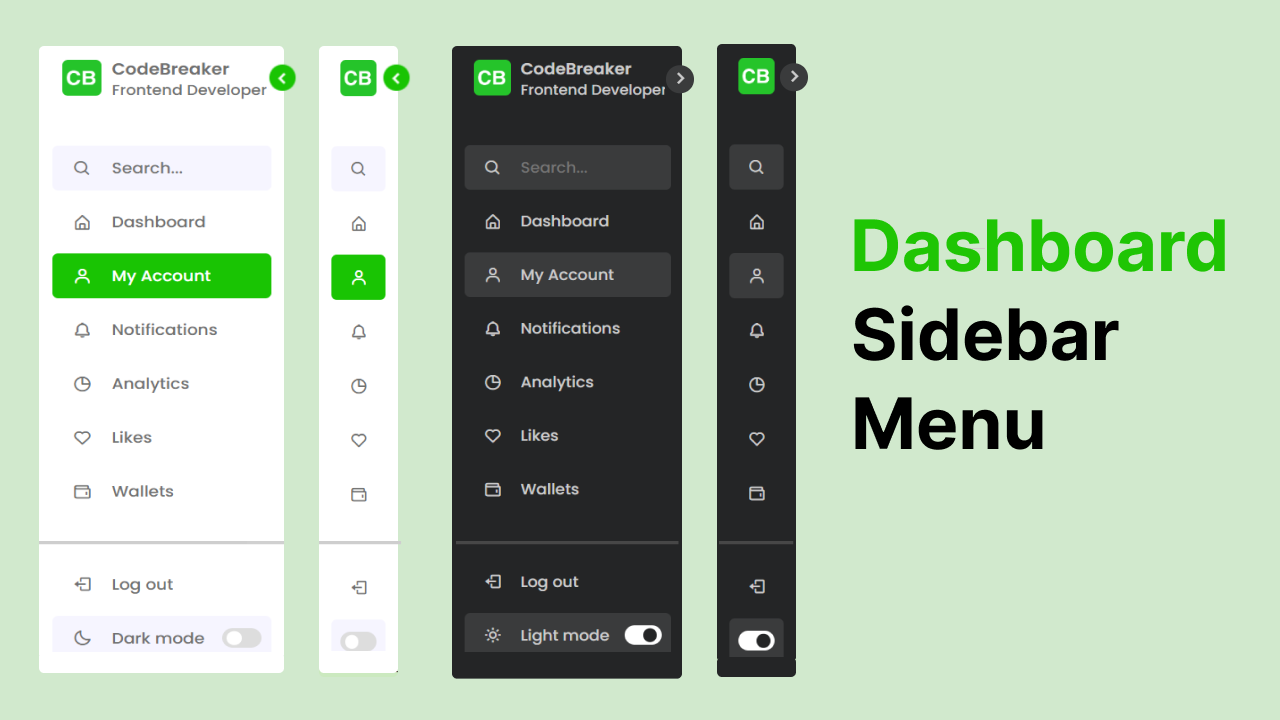 CB
CodeBreaker
Frontend Developer
Search...
Dashboard
My Account
Notifications
Analytics
Likes
Wallets
Log out
Dark mode
CB
CB
CodeBreaker
Frontend Developer
Search...
Dashboard
My Account
Notifications
Analytics
Likes
Wallets
Log out
Light mode
CB
Dashboard
Sidebar
Menu